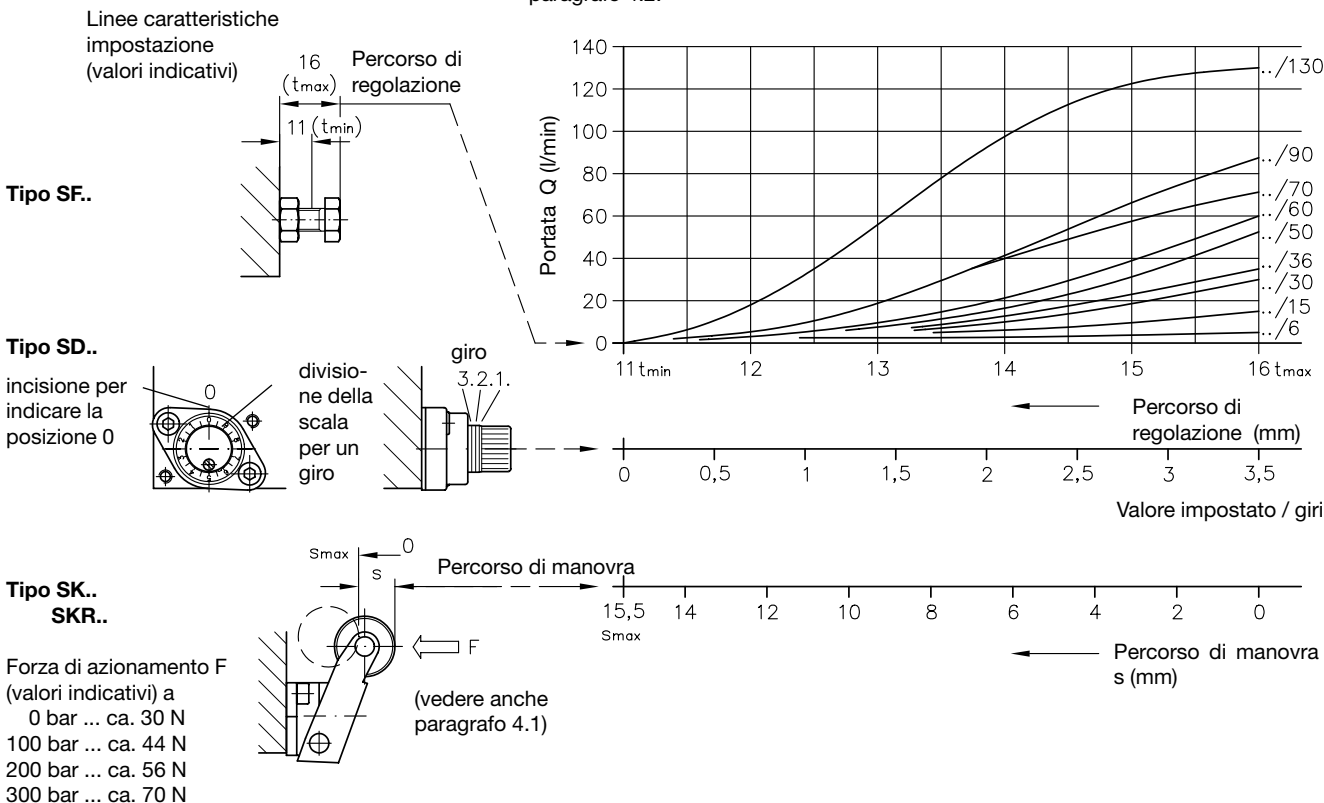 paragrafo 4.2.
Linee caratteristiche
impostazione
(valori indicativi)
16
(tmax)
Percorso di
regolazione
11 (tmin)
Tipo SF..
Portata Q (l/min)
140
120
100
80
60
40
20
0
../130
../90
../70
../60
../50
../36
../30
../15
../6
11 tmin 12 13 14 15 16 tmax
Percorso di
regolazione (mm)
Tipo SD..
incisione per
indicare la
posizione 0
0
divisio-
ne della
scala
per un
giro
giro
3.2.1.
0 0,5 1 1,5 2 2,5 3 3,5
Valore impostato / giri
Tipo SK..
SKR..
Smax 0
s
Percorso di manovra
F
(vedere anche
paragrafo 4.1)
15,5 14 12 10 8 6 4 2 0
Smax
Percorso di manovra
s (mm)
Forza di azionamento F
(valori indicativi) a
0 bar ... ca. 30 N
100 bar ... ca. 44 N
200 bar ... ca. 56 N
300 bar ... ca. 70 N